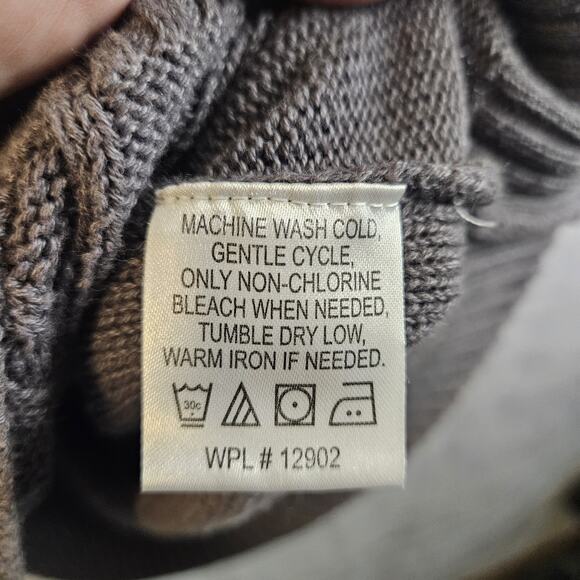 MACHINE WASH COLD,
GENTLE CYCLE,
ONLY NON-CHLORINE
BLEACH WHEN NEEDED,
TUMBLE DRY LOW,
WARM IRON IF NEEDED.
30c
WPL # 12902